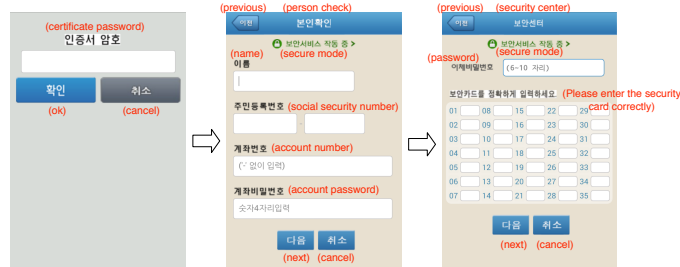 (certificate password)
인증서 암호
확인
취소
(ok)
(cancel)
(previous)
(person check)
이전
본인확인
보안서비스 작동 중 >
(name)
(secure mode)
이름
주민등록번호 (social security number)
-
계좌번호 (account number)
('-' 없이 입력)
계좌비밀번호 (account password)
숫자4자리입력
다음
취소
(next)
(cancel)
(previous)
(security center)
이전
보안센터
보안서비스 작동 중 >
(secure mode)
(password)
이체비밀번호
(6~10 자리)
보안카드를 정확하게 입력하세요. (Please enter the security
card correctly)
01 08 15 22 29
02 09 16 23 30
03 10 17 24 31
04 11 18 25 32
05 12 19 26 33
06 13 20 27 34
07 14 21 28 35
다음
취소
(next)
(cancel)